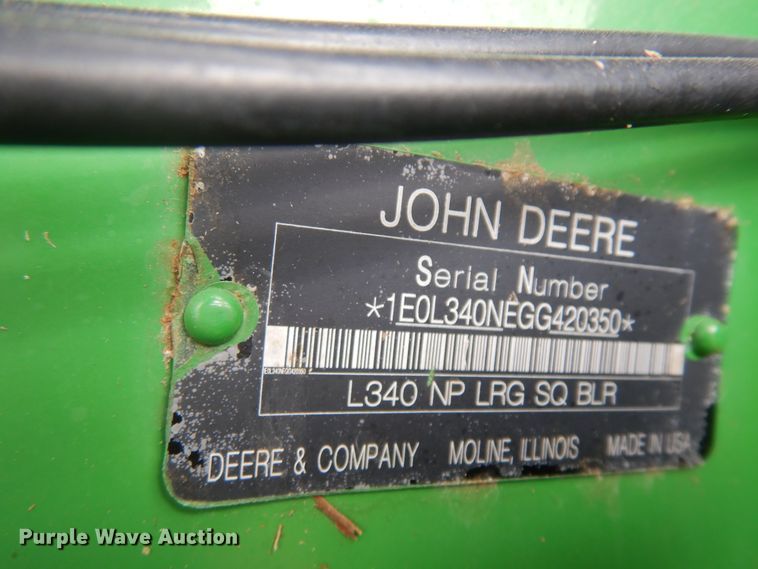 JOHN DEERE
Serial Number
*1E0L340NEGG420350*
1E0L340NEGG420350
L340 NP LRG SQ BLR
DEERE & COMPANY MOLINE, ILLINOIS MADE IN USA
Purple Wave Auction